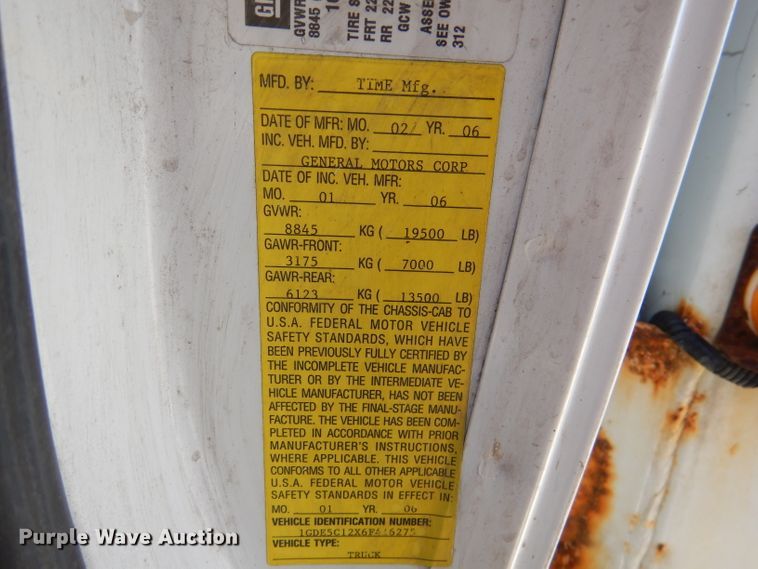 GM
GVWR
8845
TIRE S
FRT 22
RR 22
GCW
ASSE
SEE OW
312
MFD. BY: TIME Mfg.
DATE OF MFR: MO. 02/ YR. 06
INC. VEH. MFD. BY:
GENERAL MOTORS CORP
DATE OF INC. VEH. MFR:
MO. 01 YR. 06
GVWR:
8845 KG ( 19500 LB)
GAWR-FRONT:
3175 KG ( 7000 LB)
GAWR-REAR:
6123 KG ( 13500 LB)
CONFORMITY OF THE CHASSIS-CAB TO
U.S.A. FEDERAL MOTOR VEHICLE
SAFETY STANDARDS, WHICH HAVE
BEEN PREVIOUSLY FULLY CERTIFIED BY
THE INCOMPLETE VEHICLE MANUFAC-
TURER OR BY THE INTERMEDIATE VE-
HICLE MANUFACTURER, HAS NOT BEEN
AFFECTED BY THE FINAL-STAGE MANU-
FACTURE. THE VEHICLE HAS BEEN COM-
PLETED IN ACCORDANCE WITH PRIOR
MANUFACTURER'S INSTRUCTIONS,
WHERE APPLICABLE. THIS VEHICLE
CONFORMS TO ALL OTHER APPLICABLE
U.S.A. FEDERAL MOTOR VEHICLE
SAFETY STANDARDS IN EFFECT IN:
MO. 01 YR. 06
VEHICLE IDENTIFICATION NUMBER:
VEHICLE TYPE:
TRUCK
Purple Wave Auction